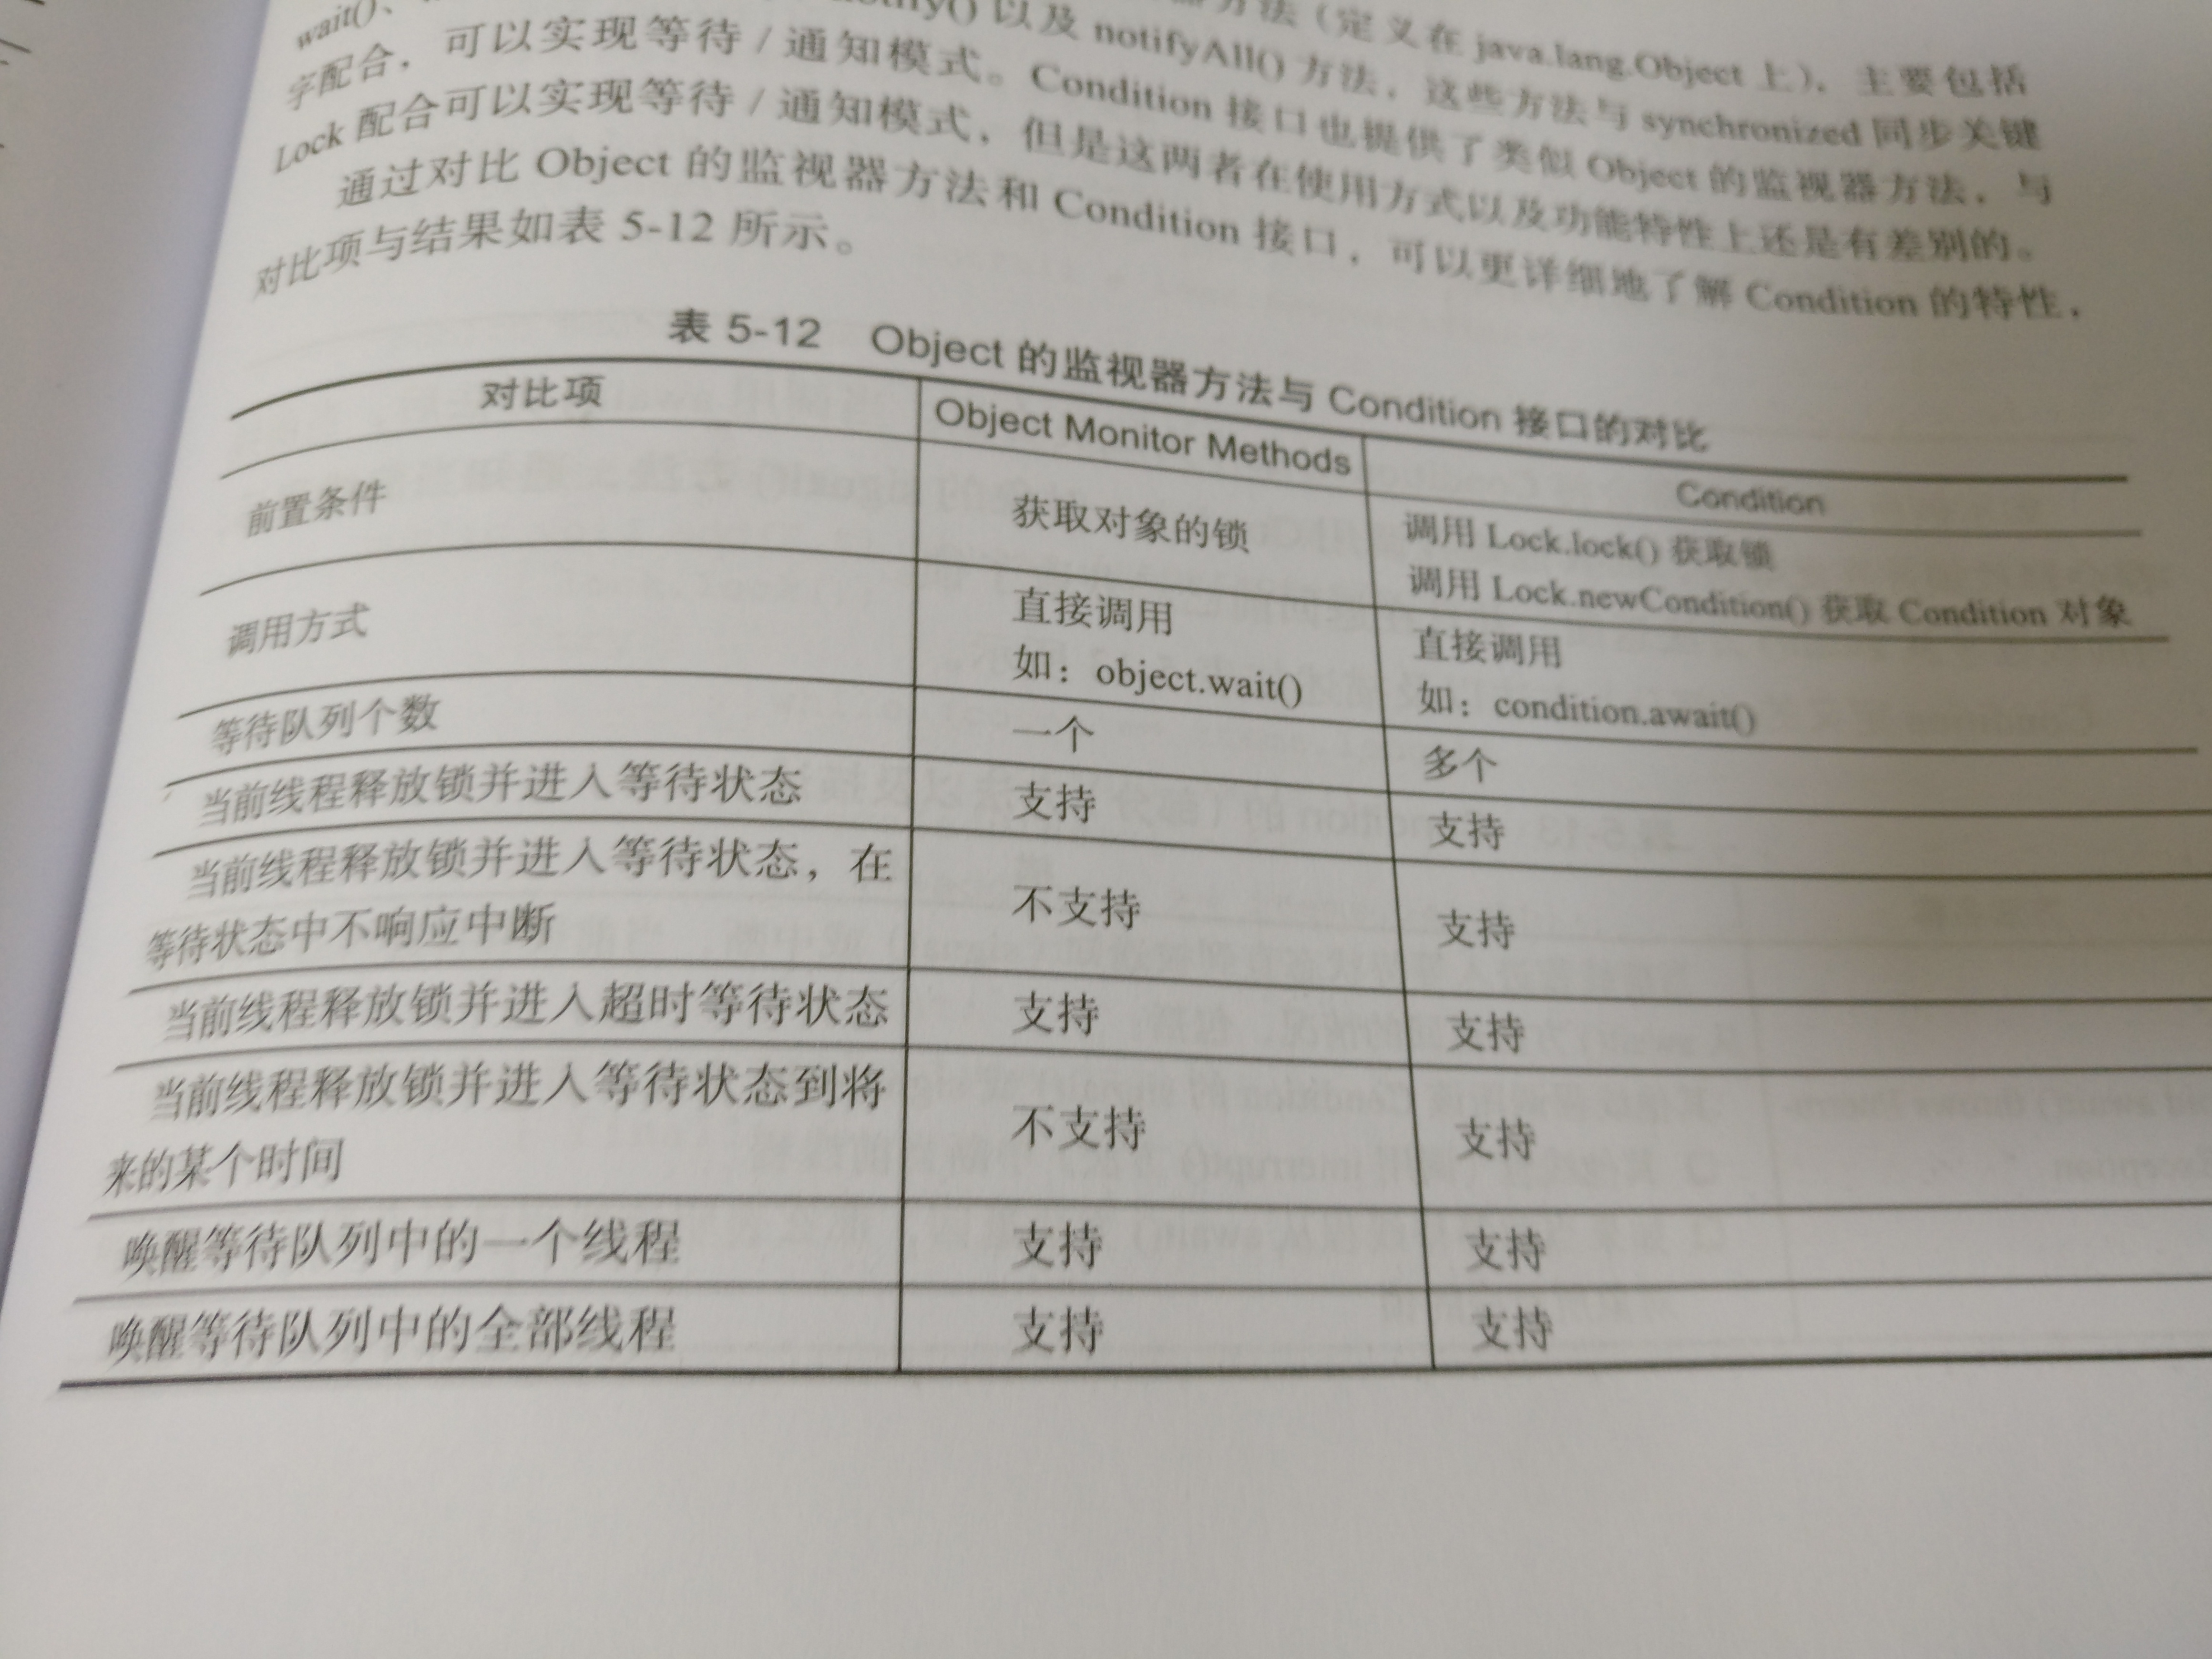 器方法（定义在 java.lang.Object 上），主要包括
wait()、 notify() 以及 notifyAll() 方法，这些方法与 synchronized 同步关键
字配合，可以实现等待 / 通知模式。Condition 接口也提供了类似 Object 的监视器方法，与
Lock 配合可以实现等待 / 通知模式，但是这两者在使用方式以及功能特性上还是有差别的。
通过对比 Object 的监视器方法和 Condition 接口，可以更详细地了解 Condition 的特性，
对比项与结果如表 5-12 所示。
表 5-12 Object 的监视器方法与 Condition 接口的对比
对比项 Object Monitor Methods Condition
前置条件 获取对象的锁 调用 Lock.lock() 获取锁
调用 Lock.newCondition() 获取 Condition 对象
调用方式 直接调用 直接调用
如：object.wait() 如：condition.await()
等待队列个数 一个 多个
当前线程释放锁并进入等待状态 支持 支持
当前线程释放锁并进入等待状态，在
等待状态中不响应中断 不支持 支持
当前线程释放锁并进入超时等待状态 支持 支持
当前线程释放锁并进入等待状态到将
来的某个时间 不支持 支持
唤醒等待队列中的一个线程 支持 支持
唤醒等待队列中的全部线程 支持 支持